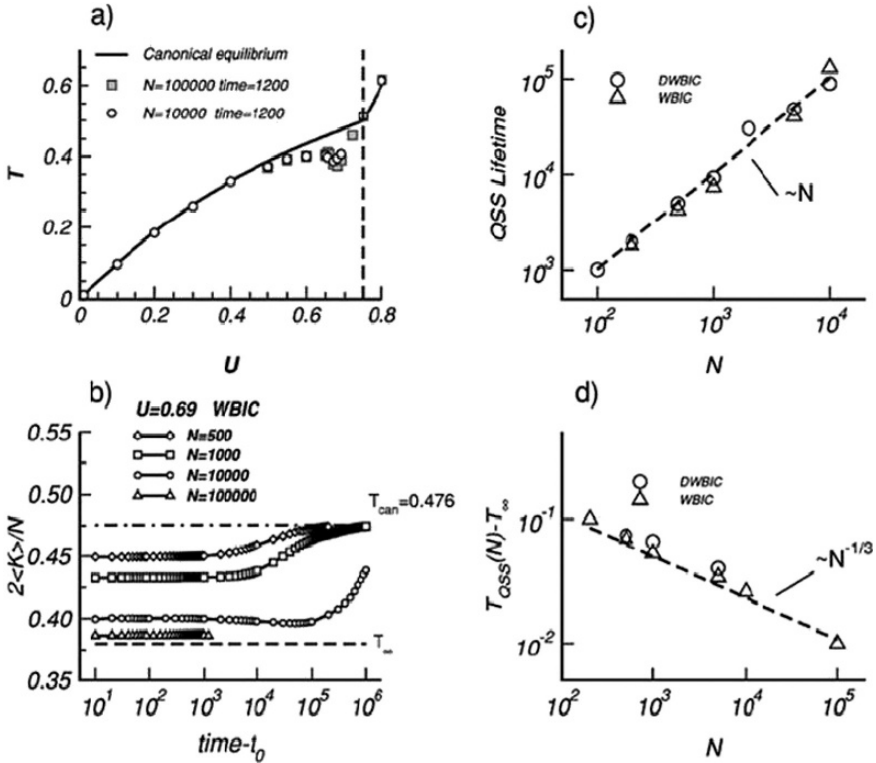 a)
T
0.6
0.4
0.2
0
Canonical equilibrium
N=100000 time=1200
N=10000 time=1200
0 0.2 0.4 0.6 0.8
U
c)
QSS Lifetime
10^5
10^4
10^3
DWBIC
WBIC
~N
10^2 10^3 10^4
N
b)
U=0.69 WBIC
N=500
N=1000
N=10000
N=100000
2<K>/N
0.55
0.50
0.45
0.40
0.35
T_can=0.476
T_∞
10^1 10^2 10^3 10^4 10^5 10^6
time-t_0
d)
T_QSS(N)-T_∞
10^-1
10^-2
DWBIC
WBIC
~N^-1/3
10^2 10^3 10^4 10^5
N